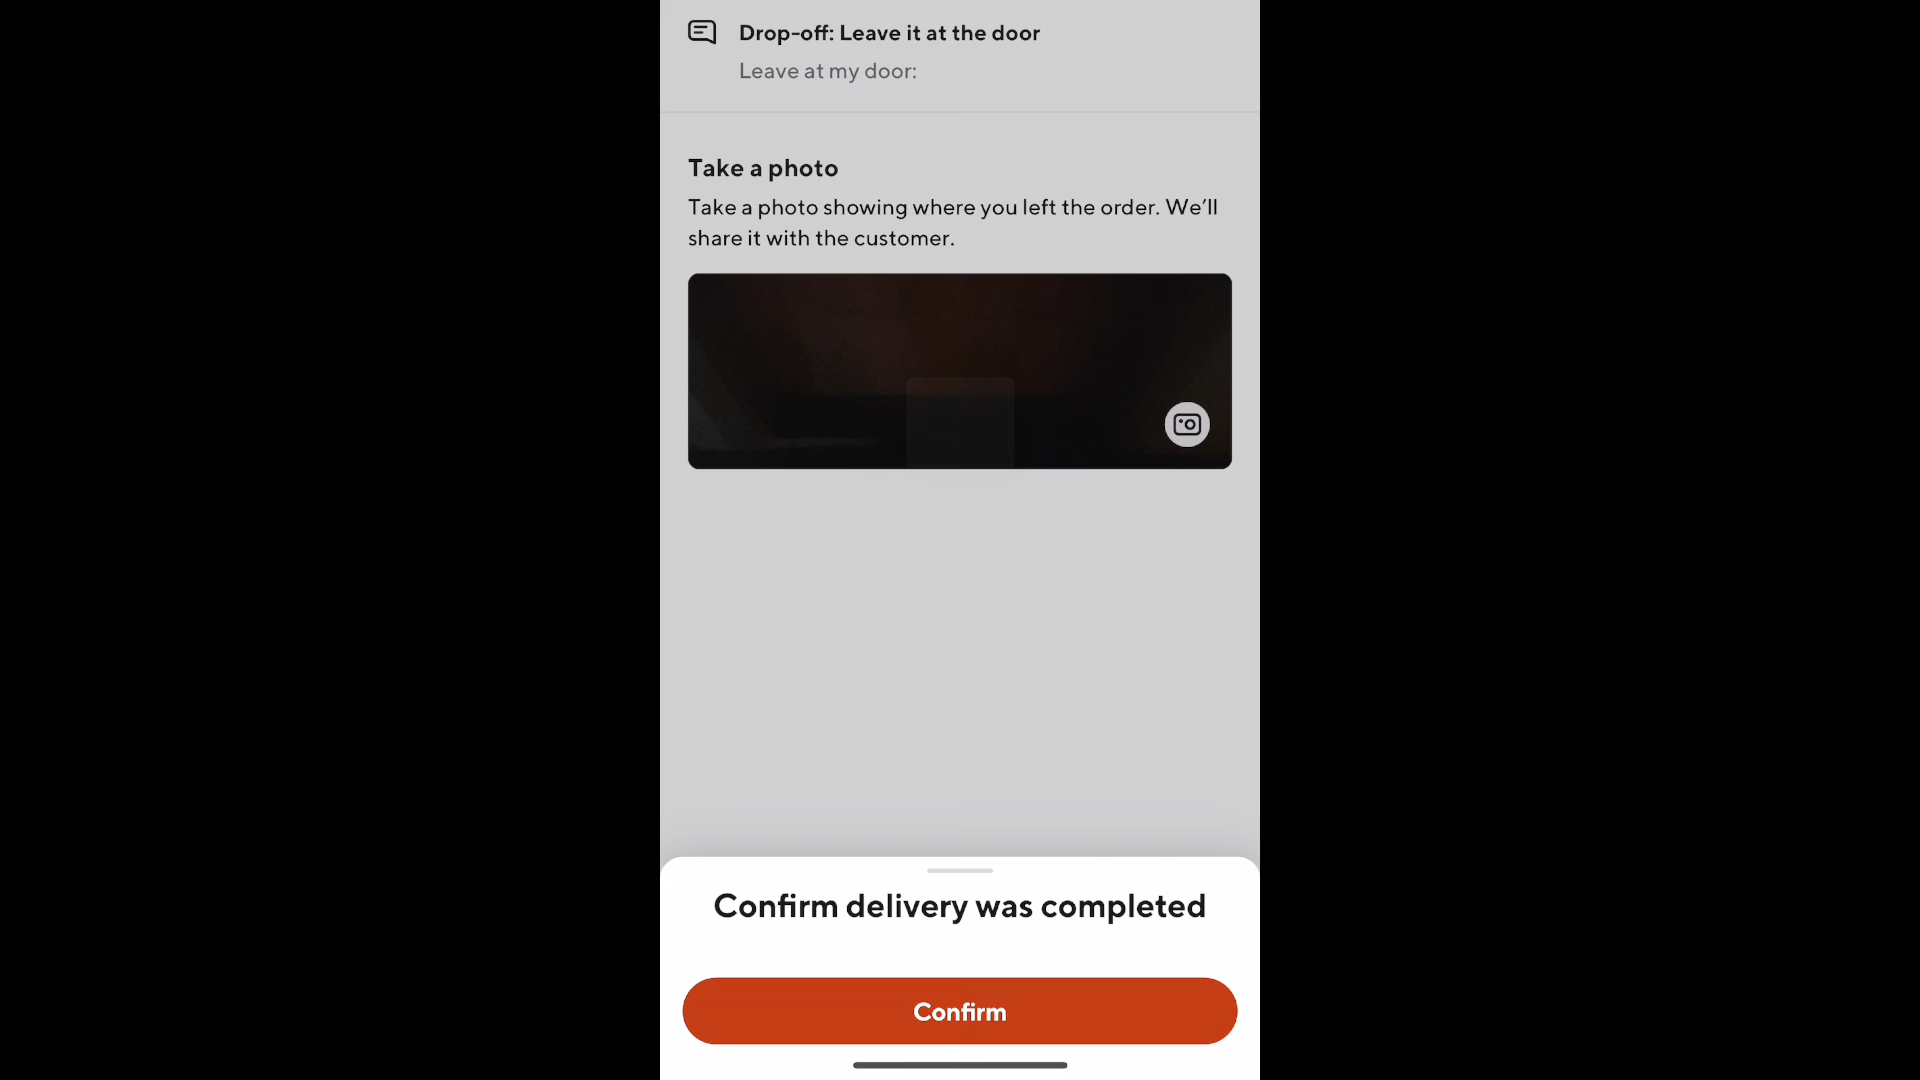 Drop-off: Leave it at the door
Leave at my door:
Take a photo
Take a photo showing where you left the order. We’ll
share it with the customer.
Confirm delivery was completed
Confirm